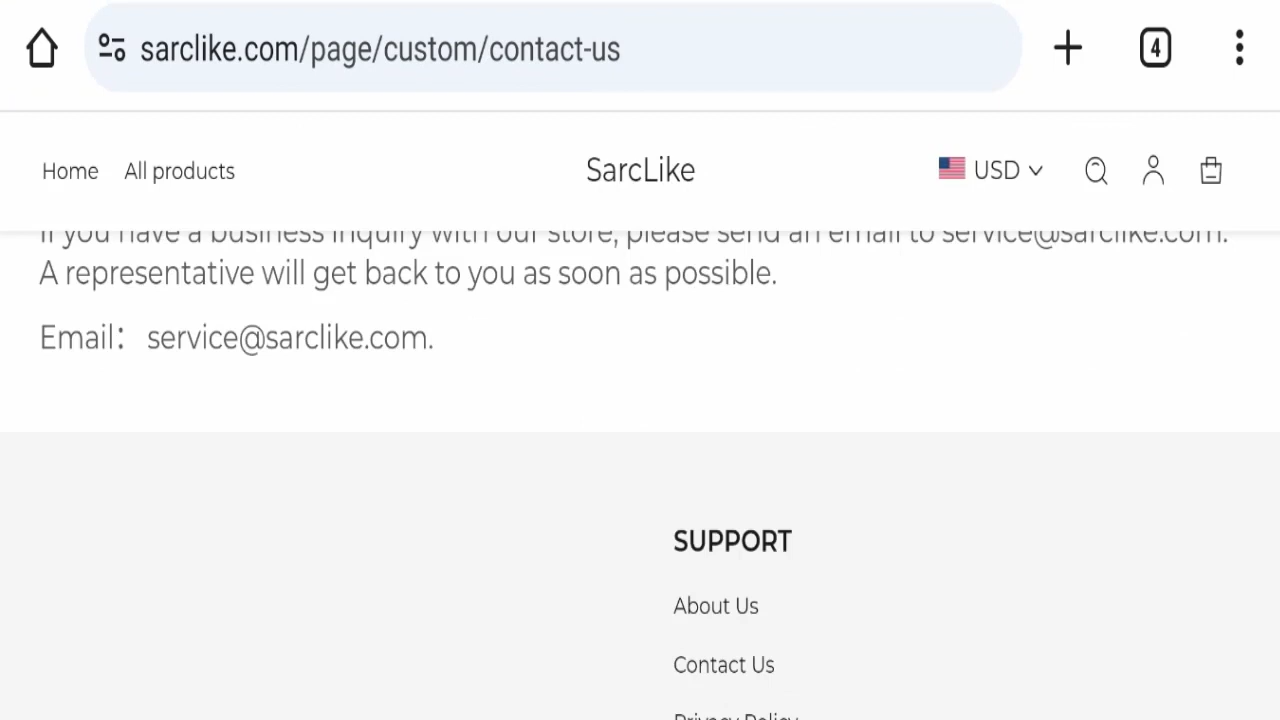 sarclike.com/page/custom/contact-us
4
Home All products SarcLike USD
If you have a business inquiry with our store, please send an email to service@sarclike.com.
A representative will get back to you as soon as possible.
Email： service@sarclike.com.
SUPPORT
About Us
Contact Us
Privacy Policy